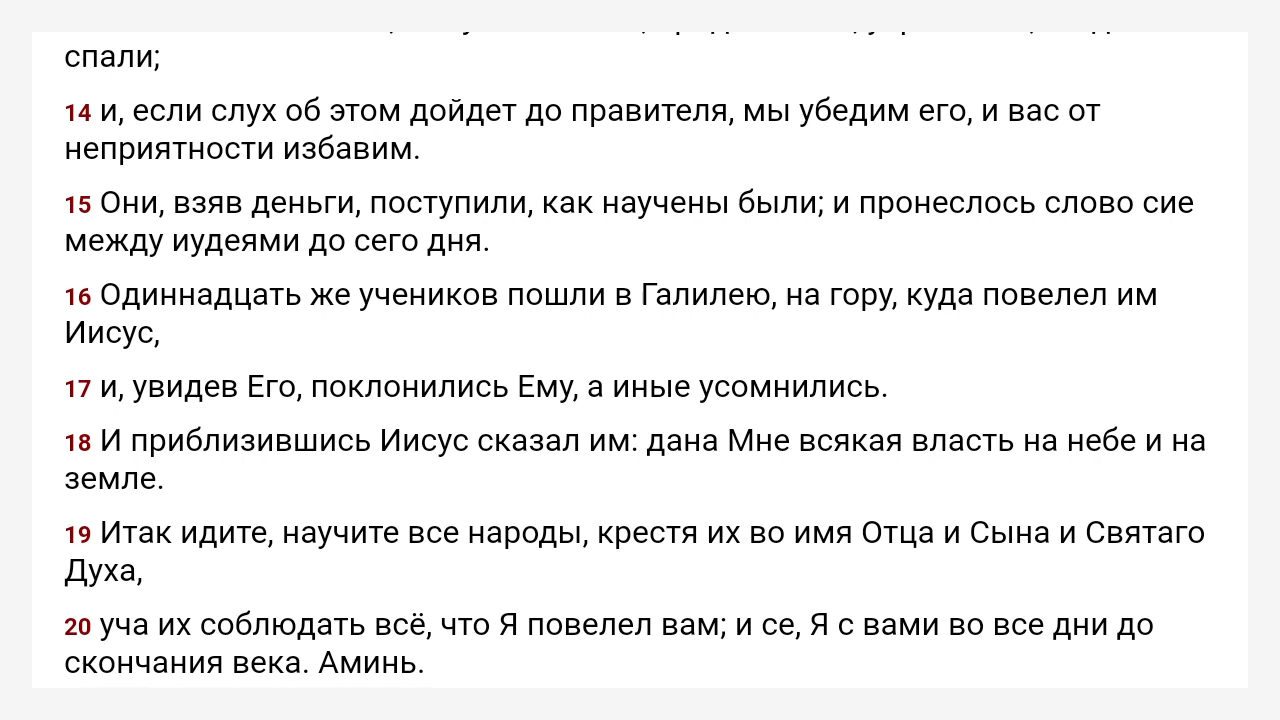 спали;
14 и, если слух об этом дойдет до правителя, мы убедим его, и вас от
неприятности избавим.
15 Они, взяв деньги, поступили, как научены были; и пронеслось слово сие
между иудеями до сего дня.
16 Одиннадцать же учеников пошли в Галилею, на гору, куда повелел им
Иисус,
17 и, увидев Его, поклонились Ему, а иные усомнились.
18 И приблизившись Иисус сказал им: дана Мне всякая власть на небе и на
земле.
19 Итак идите, научите все народы, крестя их во имя Отца и Сына и Святаго
Духа,
20 уча их соблюдать всё, что Я повелел вам; и се, Я с вами во все дни до
скончания века. Аминь.